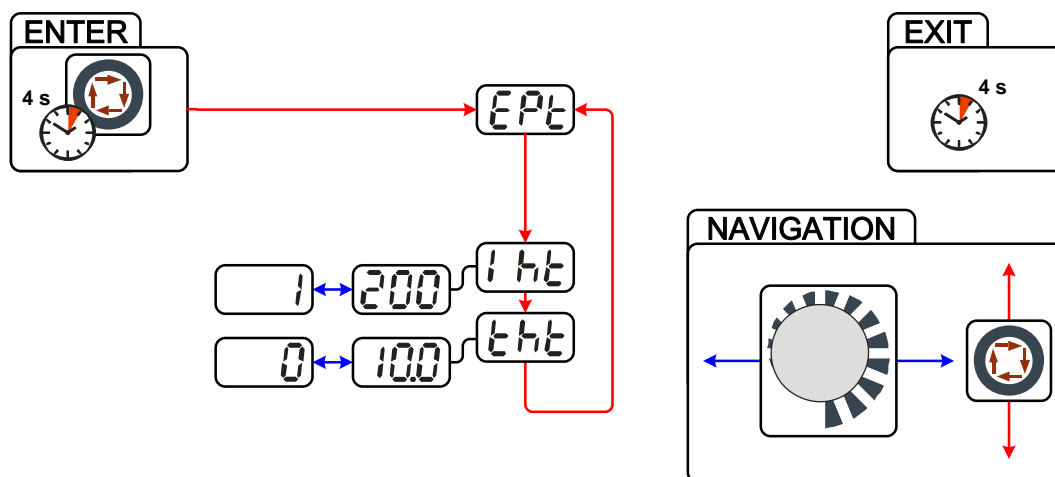 ENTER
EXIT
4 s
4 s
EPt
NAVIGATION
Iht
1
200
tht
0
10.0